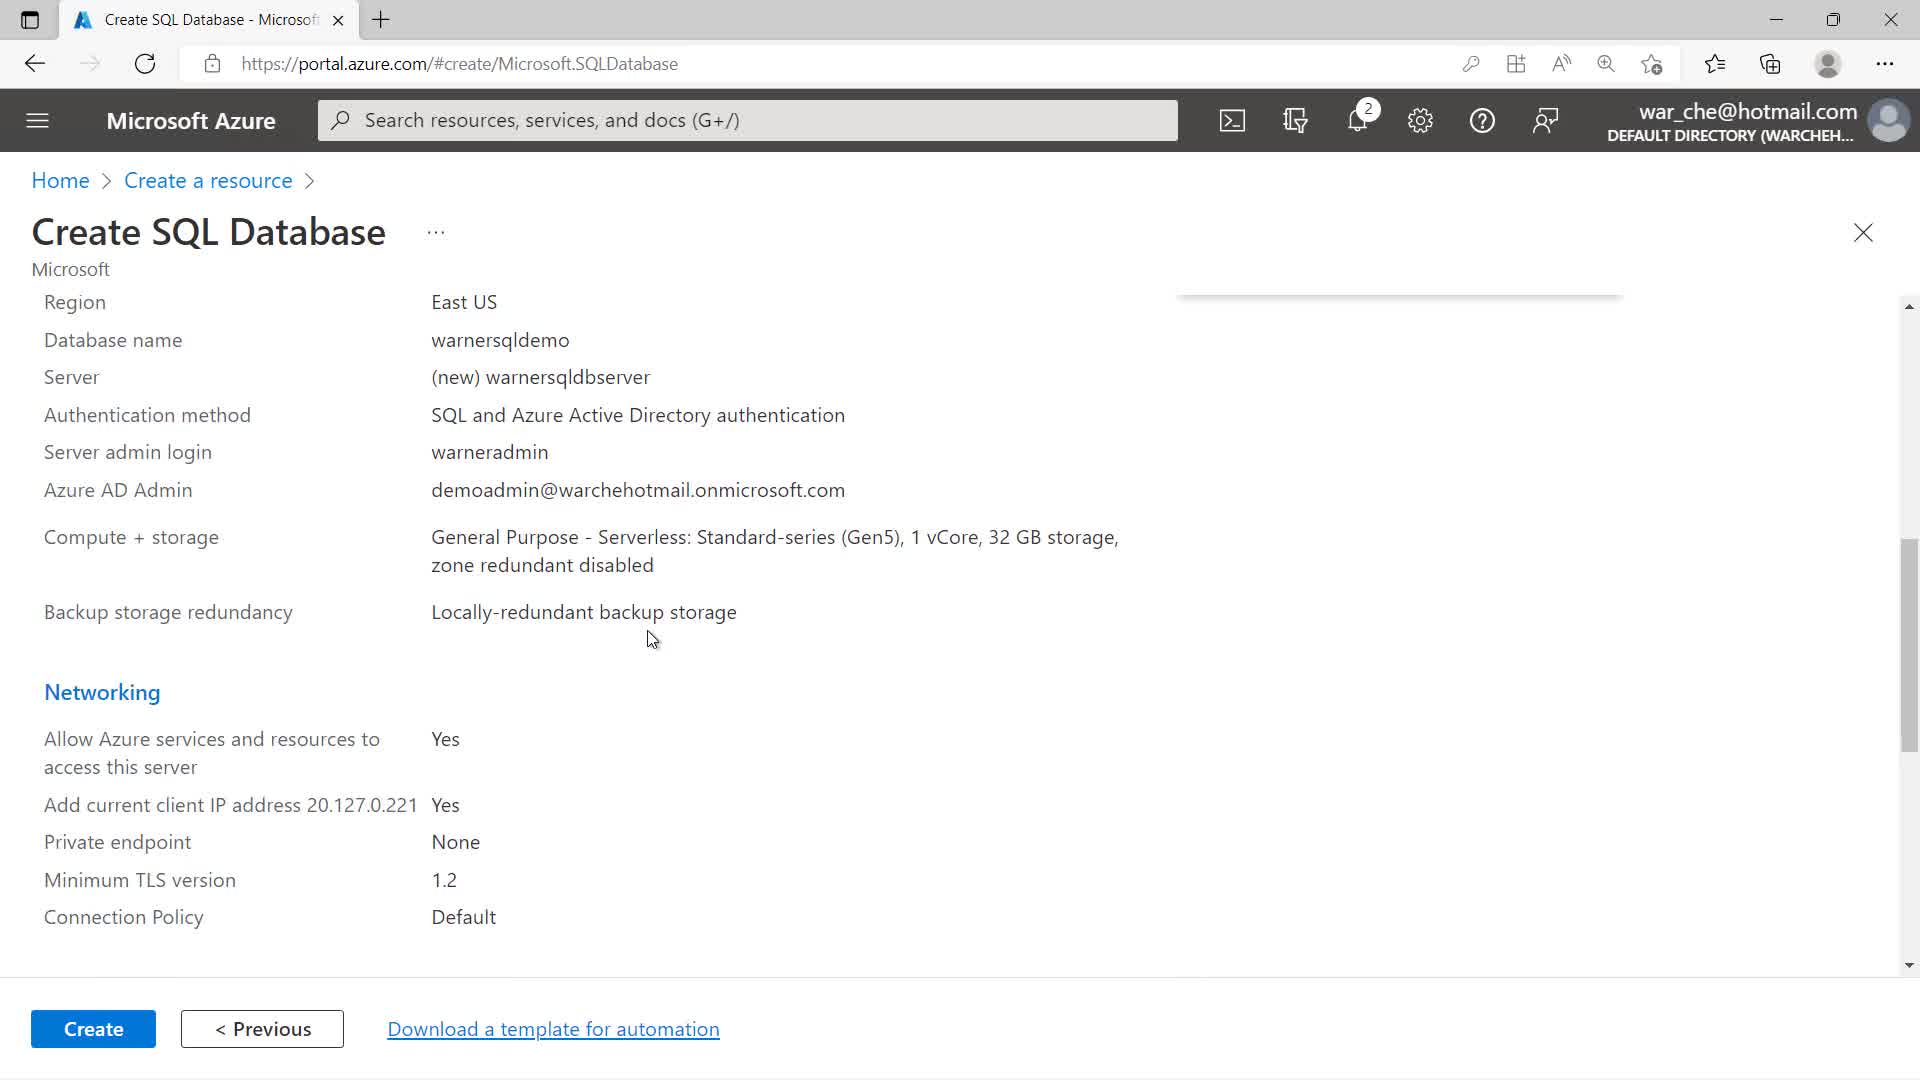 Create SQL Database - Microsof
https://portal.azure.com/#create/Microsoft.SQLDatabase
Microsoft Azure
Search resources, services, and docs (G+/)
2
war_che@hotmail.com
DEFAULT DIRECTORY (WARCHEH...
Home > Create a resource >
Create SQL Database ...
Microsoft
Region East US
Database name warnersqldemo
Server (new) warnersqldbserver
Authentication method SQL and Azure Active Directory authentication
Server admin login warneradmin
Azure AD Admin demoadmin@warchehotmail.onmicrosoft.com
Compute + storage General Purpose - Serverless: Standard-series (Gen5), 1 vCore, 32 GB storage,
zone redundant disabled
Backup storage redundancy Locally-redundant backup storage
Networking
Allow Azure services and resources to Yes
access this server
Add current client IP address 20.127.0.221 Yes
Private endpoint None
Minimum TLS version 1.2
Connection Policy Default
Create < Previous Download a template for automation